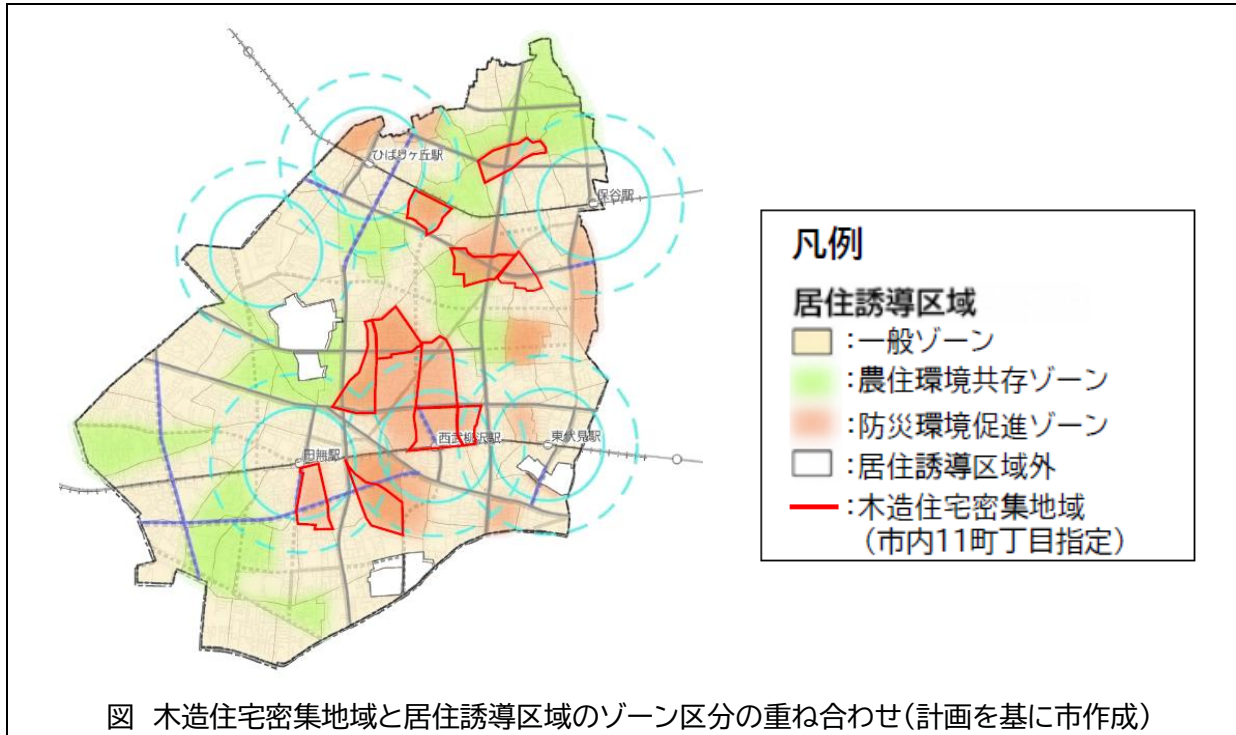 ひばりヶ丘駅
保谷駅
西武柳沢駅
東伏見駅
田無駅
凡例
居住誘導区域
:一般ゾーン
:農住環境共存ゾーン
:防災環境促進ゾーン
:居住誘導区域外
:木造住宅密集地域
(市内11町丁目指定)
図 木造住宅密集地域と居住誘導区域のゾーン区分の重ね合わせ(計画を基に市作成)